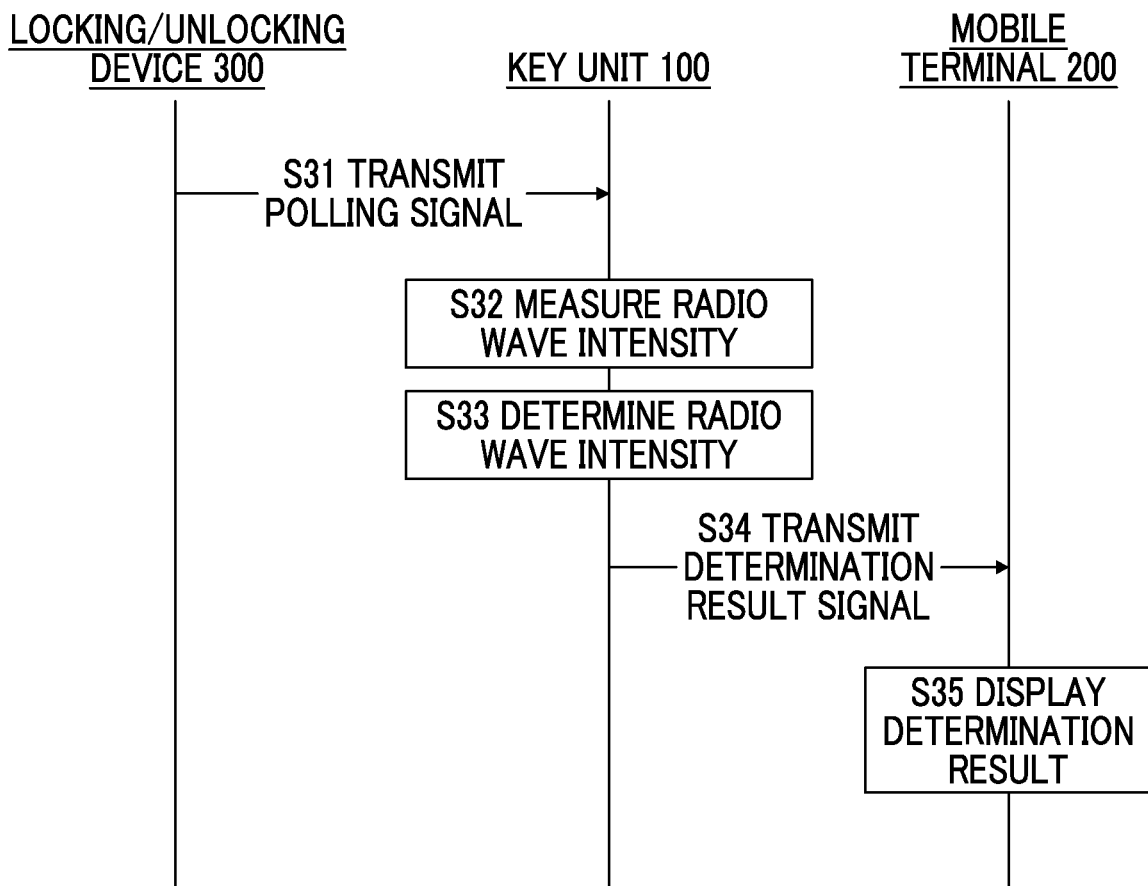 LOCKING/UNLOCKING
DEVICE 300
KEY UNIT 100
MOBILE
TERMINAL 200
S31 TRANSMIT
POLLING SIGNAL
S32 MEASURE RADIO
WAVE INTENSITY
S33 DETERMINE RADIO
WAVE INTENSITY
S34 TRANSMIT
DETERMINATION
RESULT SIGNAL
S35 DISPLAY
DETERMINATION
RESULT